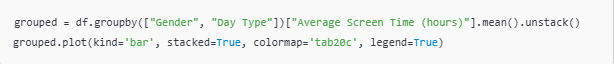 grouped = df.groupby(["Gender", "Day Type"])["Average Screen Time (hours)"].mean().unstack()
grouped.plot(kind='bar', stacked=True, colormap='tab20c', legend=True)